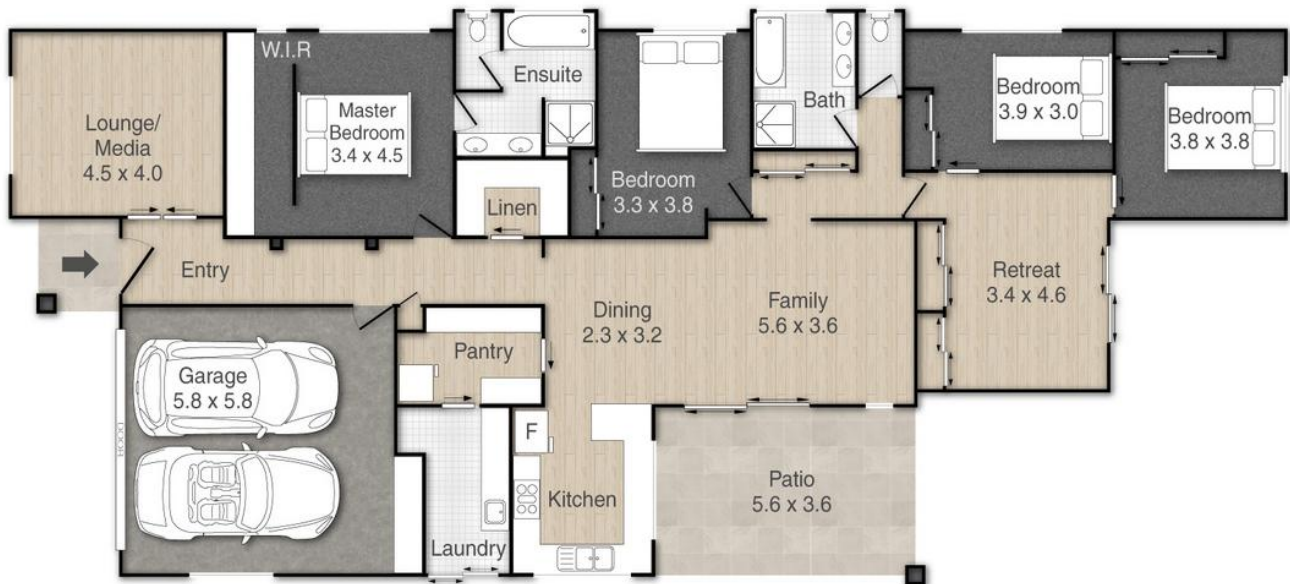 W.I.R
Lounge/
Media
4.5 x 4.0
Master
Bedroom
3.4 x 4.5
Ensuite
Linen
Bedroom
3.3 x 3.8
Bath
Bedroom
3.9 x 3.0
Bedroom
3.8 x 3.8
Entry
Dining
2.3 x 3.2
Family
5.6 x 3.6
Retreat
3.4 x 4.6
Garage
5.8 x 5.8
DOOR
Pantry
F
Kitchen
Laundry
Patio
5.6 x 3.6